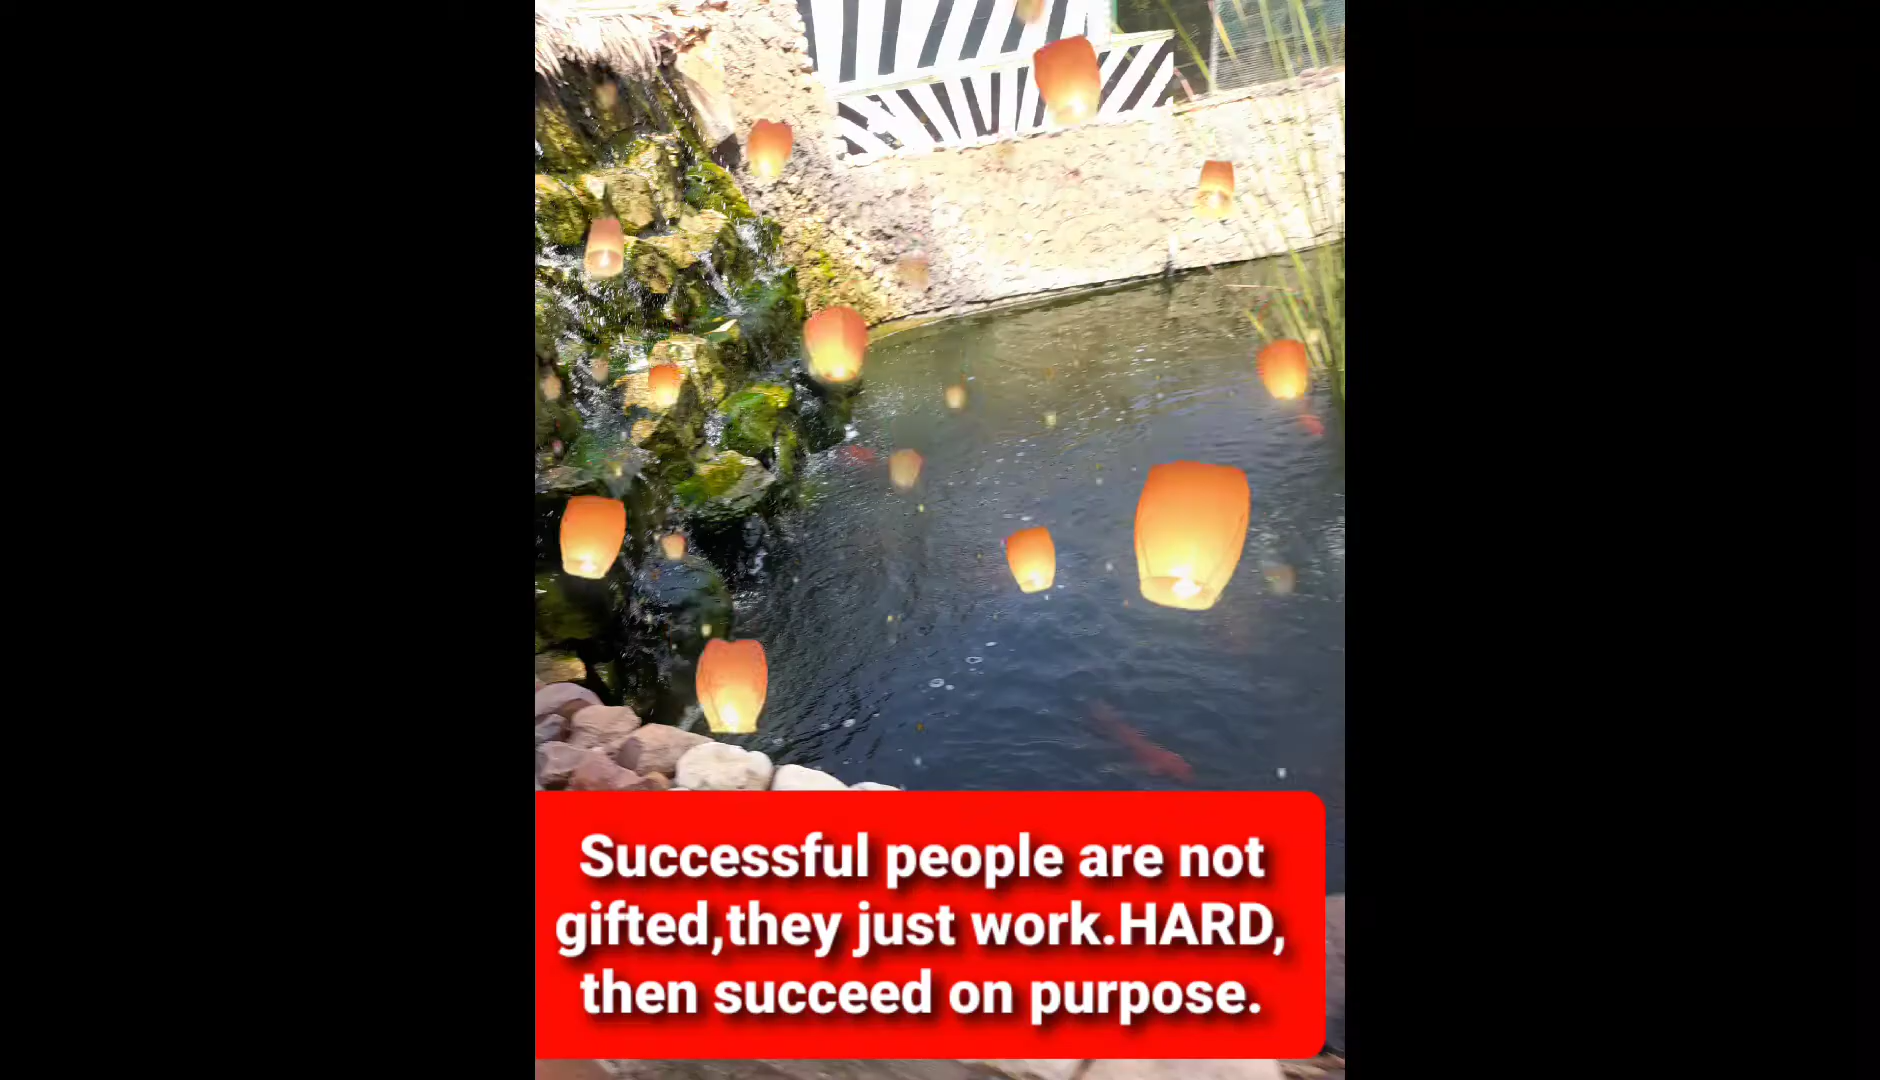 Successful people are not
gifted,they just work.HARD,
then succeed on purpose.